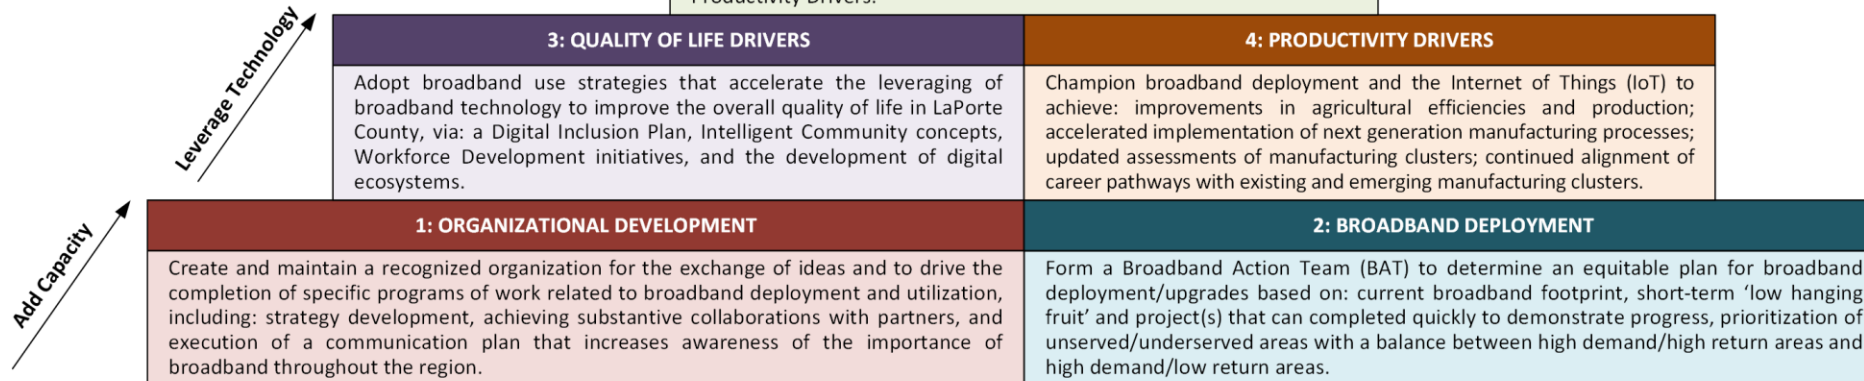 Productivity Drivers.
Leverage Technology
3: QUALITY OF LIFE DRIVERS
Adopt broadband use strategies that accelerate the leveraging of
broadband technology to improve the overall quality of life in LaPorte
County, via: a Digital Inclusion Plan, Intelligent Community concepts,
Workforce Development initiatives, and the development of digital
ecosystems.
4: PRODUCTIVITY DRIVERS
Champion broadband deployment and the Internet of Things (IoT) to
achieve: improvements in agricultural efficiencies and production;
accelerated implementation of next generation manufacturing processes;
updated assessments of manufacturing clusters; continued alignment of
career pathways with existing and emerging manufacturing clusters.
Add Capacity
1: ORGANIZATIONAL DEVELOPMENT
Create and maintain a recognized organization for the exchange of ideas and to drive the
completion of specific programs of work related to broadband deployment and utilization,
including: strategy development, achieving substantive collaborations with partners, and
execution of a communication plan that increases awareness of the importance of
broadband throughout the region.
2: BROADBAND DEPLOYMENT
Form a Broadband Action Team (BAT) to determine an equitable plan for broadband
deployment/upgrades based on: current broadband footprint, short-term ‘low hanging
fruit’ and project(s) that can completed quickly to demonstrate progress, prioritization of
unserved/underserved areas with a balance between high demand/high return areas and
high demand/low return areas.